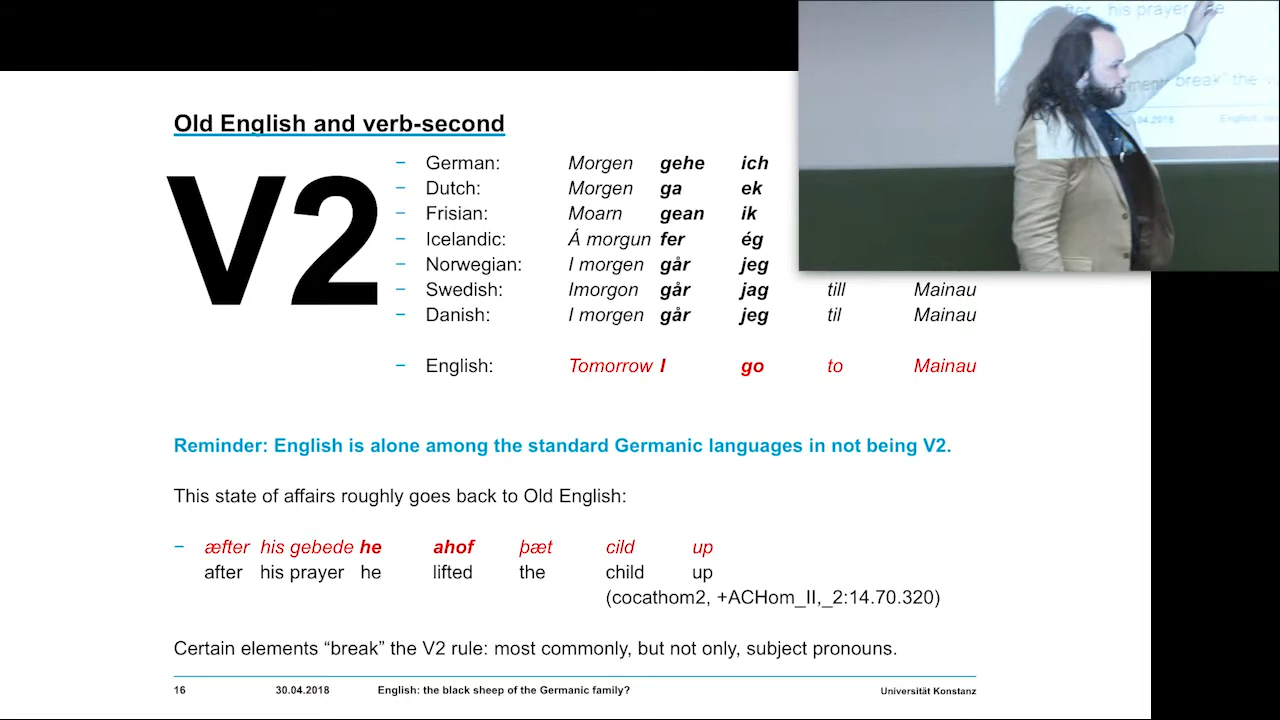 Old English and verb-second
V2
− German: Morgen gehe ich
− Dutch: Morgen ga ek
− Frisian: Moarn gean ik
− Icelandic: Á morgun fer ég
− Norwegian: I morgen går jeg
− Swedish: Imorgon går jag till Mainau
− Danish: I morgen går jeg til Mainau
− English: Tomorrow I go to Mainau
Reminder: English is alone among the standard Germanic languages in not being V2.
This state of affairs roughly goes back to Old English:
− æfter his gebede he ahof þæt cild up
after his prayer he lifted the child up
(cocathom2, +ACHom_II,_2:14.70.320)
Certain elements “break” the V2 rule: most commonly, but not only, subject pronouns.
16 30.04.2018 English: the black sheep of the Germanic family? Universität Konstanz
his prayer
"break" the